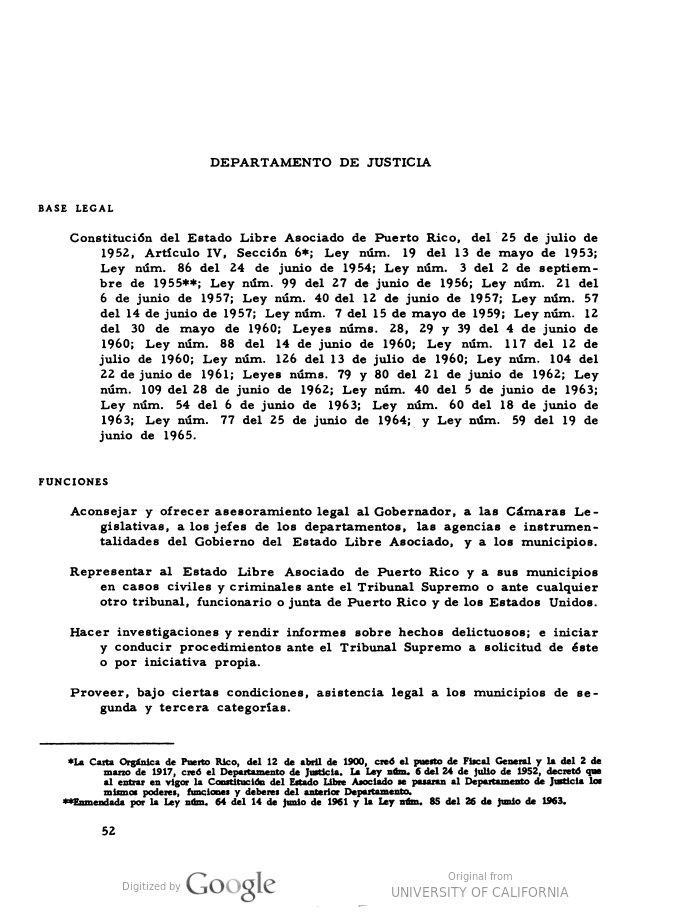 DEPARTAMENTO DE JUSTICIA
BASE LEGAL
Constitución del Estado Libre Asociado de Puerto Rico, del 25 de julio de
1952, Artículo IV, Sección 6*; Ley núm. 19 del 13 de mayo de 1953;
Ley núm. 86 del 24 de junio de 1954; Ley núm. 3 del 2 de septiem-
bre de 1955**; Ley núm. 99 del 27 de junio de 1956; Ley núm. 21 del
6 de junio de 1957; Ley núm. 40 del 12 de junio de 1957; Ley núm. 57
del 14 de junio de 1957; Ley núm. 7 del 15 de mayo de 1959; Ley núm. 12
del 30 de mayo de 1960; Leyes núms. 28, 29 y 39 del 4 de junio de
1960; Ley núm. 88 del 14 de junio de 1960; Ley núm. 117 del 12 de
julio de 1960; Ley núm. 126 del 13 de julio de 1960; Ley núm. 104 del
22 de junio de 1961; Leyes núms. 79 y 80 del 21 de junio de 1962; Ley
núm. 109 del 28 de junio de 1962; Ley núm. 40 del 5 de junio de 1963;
Ley núm. 54 del 6 de junio de 1963; Ley núm. 60 del 18 de junio de
1963; Ley núm. 77 del 25 de junio de 1964; y Ley núm. 59 del 19 de
junio de 1965.
FUNCIONES
Aconsejar y ofrecer asesoramiento legal al Gobernador, a las Cámaras Le-
gislativas, a los jefes de los departamentos, las agencias e instrumen-
talidades del Gobierno del Estado Libre Asociado, y a los municipios.
Representar al Estado Libre Asociado de Puerto Rico y a sus municipios
en casos civiles y criminales ante el Tribunal Supremo o ante cualquier
otro tribunal, funcionario o junta de Puerto Rico y de los Estados Unidos.
Hacer investigaciones y rendir informes sobre hechos delictuosos; e iniciar
y conducir procedimientos ante el Tribunal Supremo a solicitud de éste
o por iniciativa propia.
Proveer, bajo ciertas condiciones, asistencia legal a los municipios de se-
gunda y tercera categorías.
*La Carta Orgánica de Puerto Rico, del 12 de abril de 1900, creó el puesto de Fiscal General y la del 2 de
marzo de 1917, creó el Departamento de Justicia. La Ley núm. 6 del 24 de julio de 1952, decretó que
al entrar en vigor la Constitución del Estado Libre Asociado se pasaran al Departamento de Justicia los
mismos poderes, funciones y deberes del anterior Departamento.
**Enmendada por la Ley núm. 64 del 14 de junio de 1961 y la Ley núm. 85 del 26 de junio de 1963.
52
Digitized by Google
Original from
UNIVERSITY OF CALIFORNIA